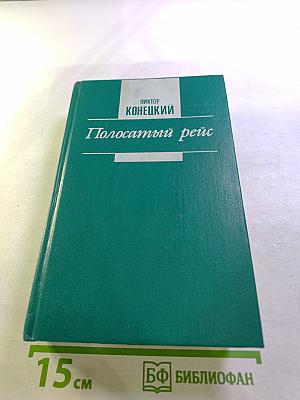 ВИКТОР
КОНЕЦКИЙ
Полосатый рейс
15 см
БФ БИБЛИОФАН